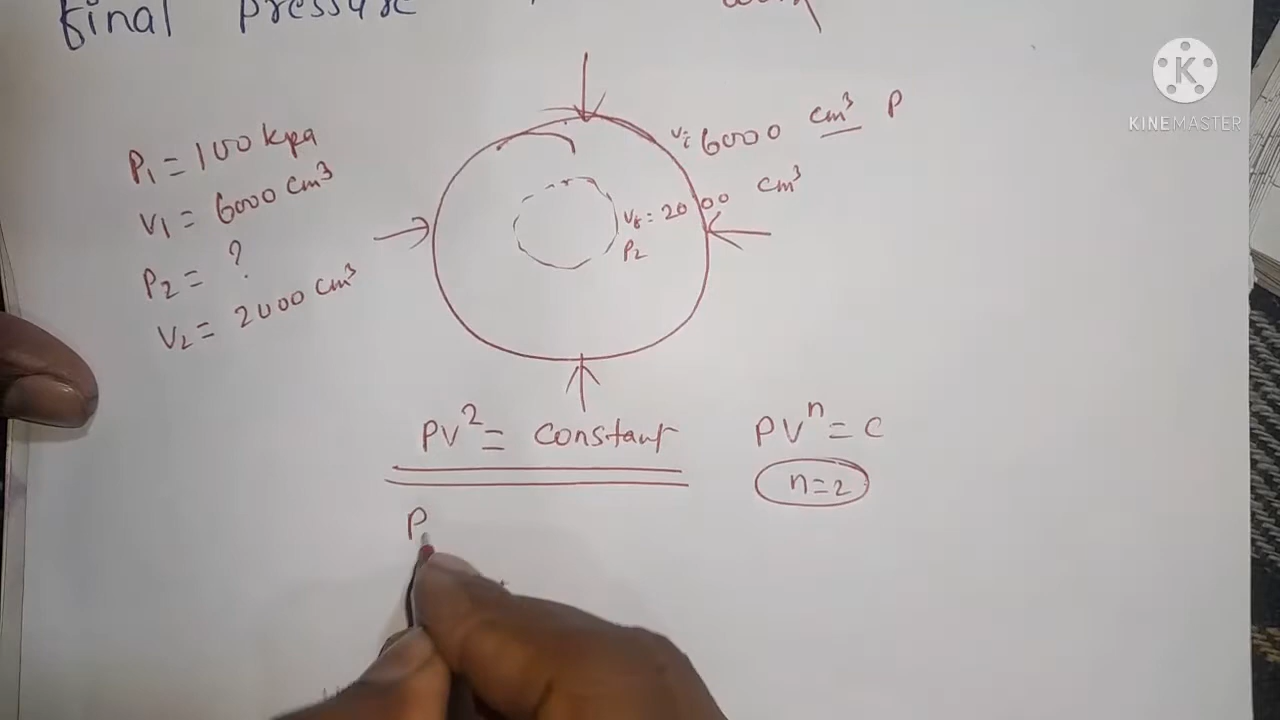 final pressure
P₁ = 100 kpa
V₁ = 6000 cm³
P₂ = ?
V₂ = 2000 cm³
Vᵢ = 6000 cm³ P
2000 cm³
P₂
PV² = constant
PVⁿ = C
n=2
P
KINEMASTER